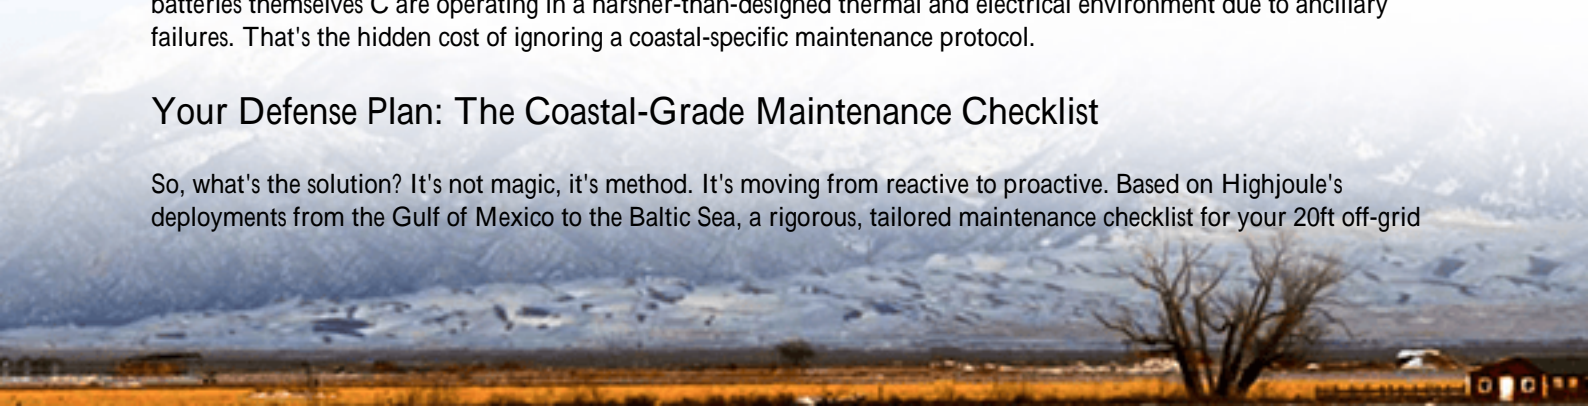 batteries themselves C are operating in a harsher-than-designed thermal and electrical environment due to ancillary
failures. That's the hidden cost of ignoring a coastal-specific maintenance protocol.
Your Defense Plan: The Coastal-Grade Maintenance Checklist
So, what's the solution? It's not magic, it's method. It's moving from reactive to proactive. Based on Highjoule's
deployments from the Gulf of Mexico to the Baltic Sea, a rigorous, tailored maintenance checklist for your 20ft off-grid